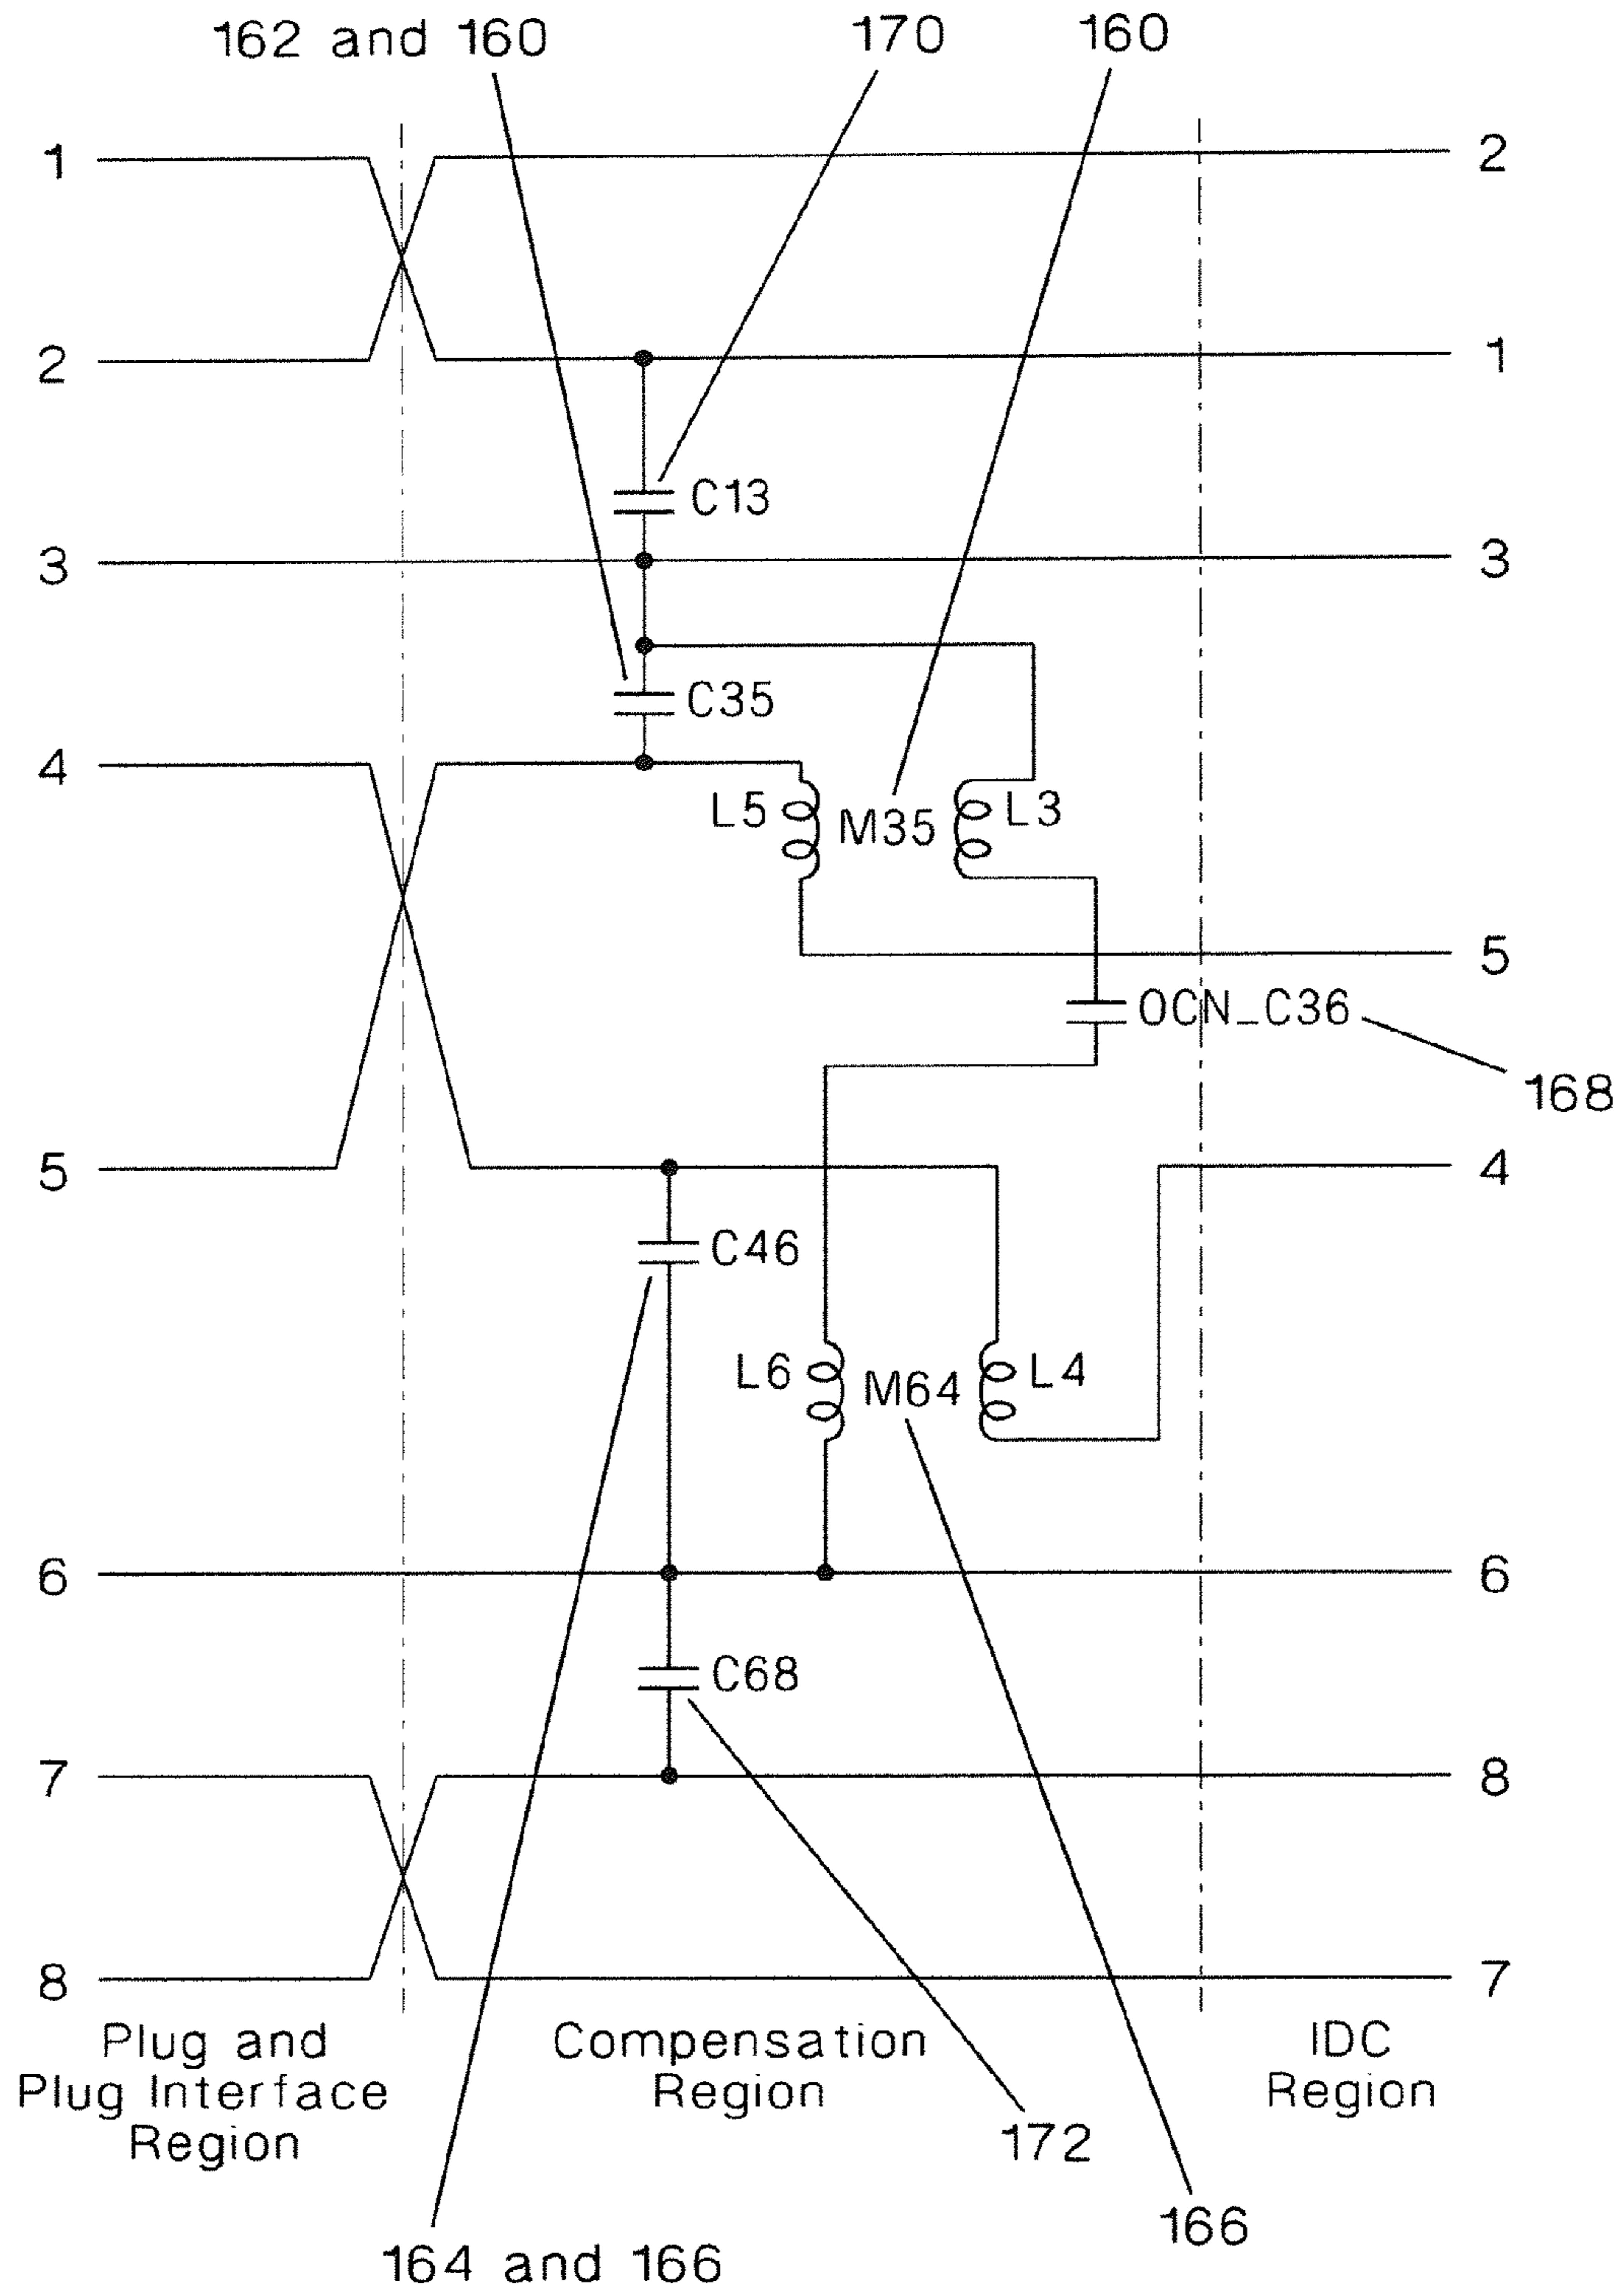 162 and 160
170
160
1
2
2
1
C13
3
3
C35
4
L5
M35
L3
5
OCN_C36
168
5
4
C46
L6
M64
L4
6
6
C68
7
8
8
7
Plug and
Plug Interface
Region
Compensation
Region
IDC
Region
172
166
164 and 166